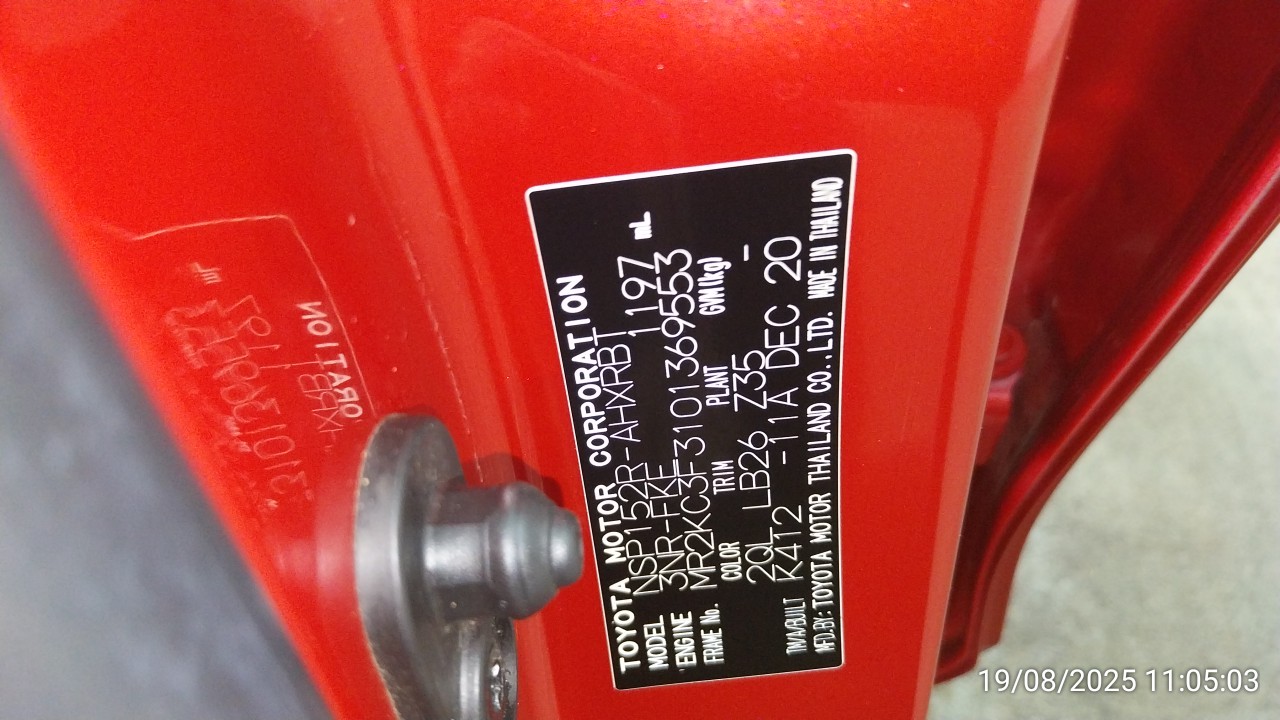 TOYOTA MOTOR CORPORATION
MODEL NSP152R-AHXRBT
ENGINE 3NR-FKE 1197 mL
FRAME No. MR2KC3F3101369553
COLOR TRIM PLANT GVM(kg)
2QL LB26 Z35 -
TM/A/BUILT K412 -11A DEC 20
MFD.BY:TOYOTA MOTOR THAILAND CO.,LTD. MADE IN THAILAND
19/08/2025 11:05:03